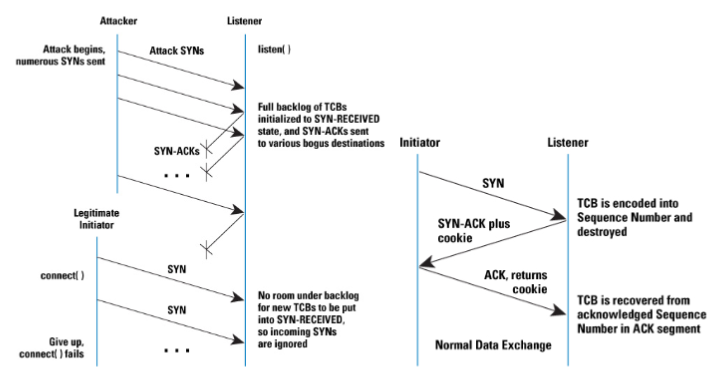 Attacker
Listener
Attack begins,
numerous SYNs sent
Attack SYNs
listen( )
Full backlog of TCBs
initialized to SYN-RECEIVED
state, and SYN-ACKs sent
to various bogus destinations
SYN-ACKs
...
Legitimate
Initiator
connect( )
SYN
SYN
No room under backlog
for new TCBs to be put
into SYN-RECEIVED,
so incoming SYNs
are ignored
Give up,
connect( ) fails
...
Initiator
Listener
SYN
TCB is encoded into
Sequence Number and
destroyed
SYN-ACK plus
cookie
ACK, returns
cookie
TCB is recovered from
acknowledged Sequence
Number in ACK segment
Normal Data Exchange